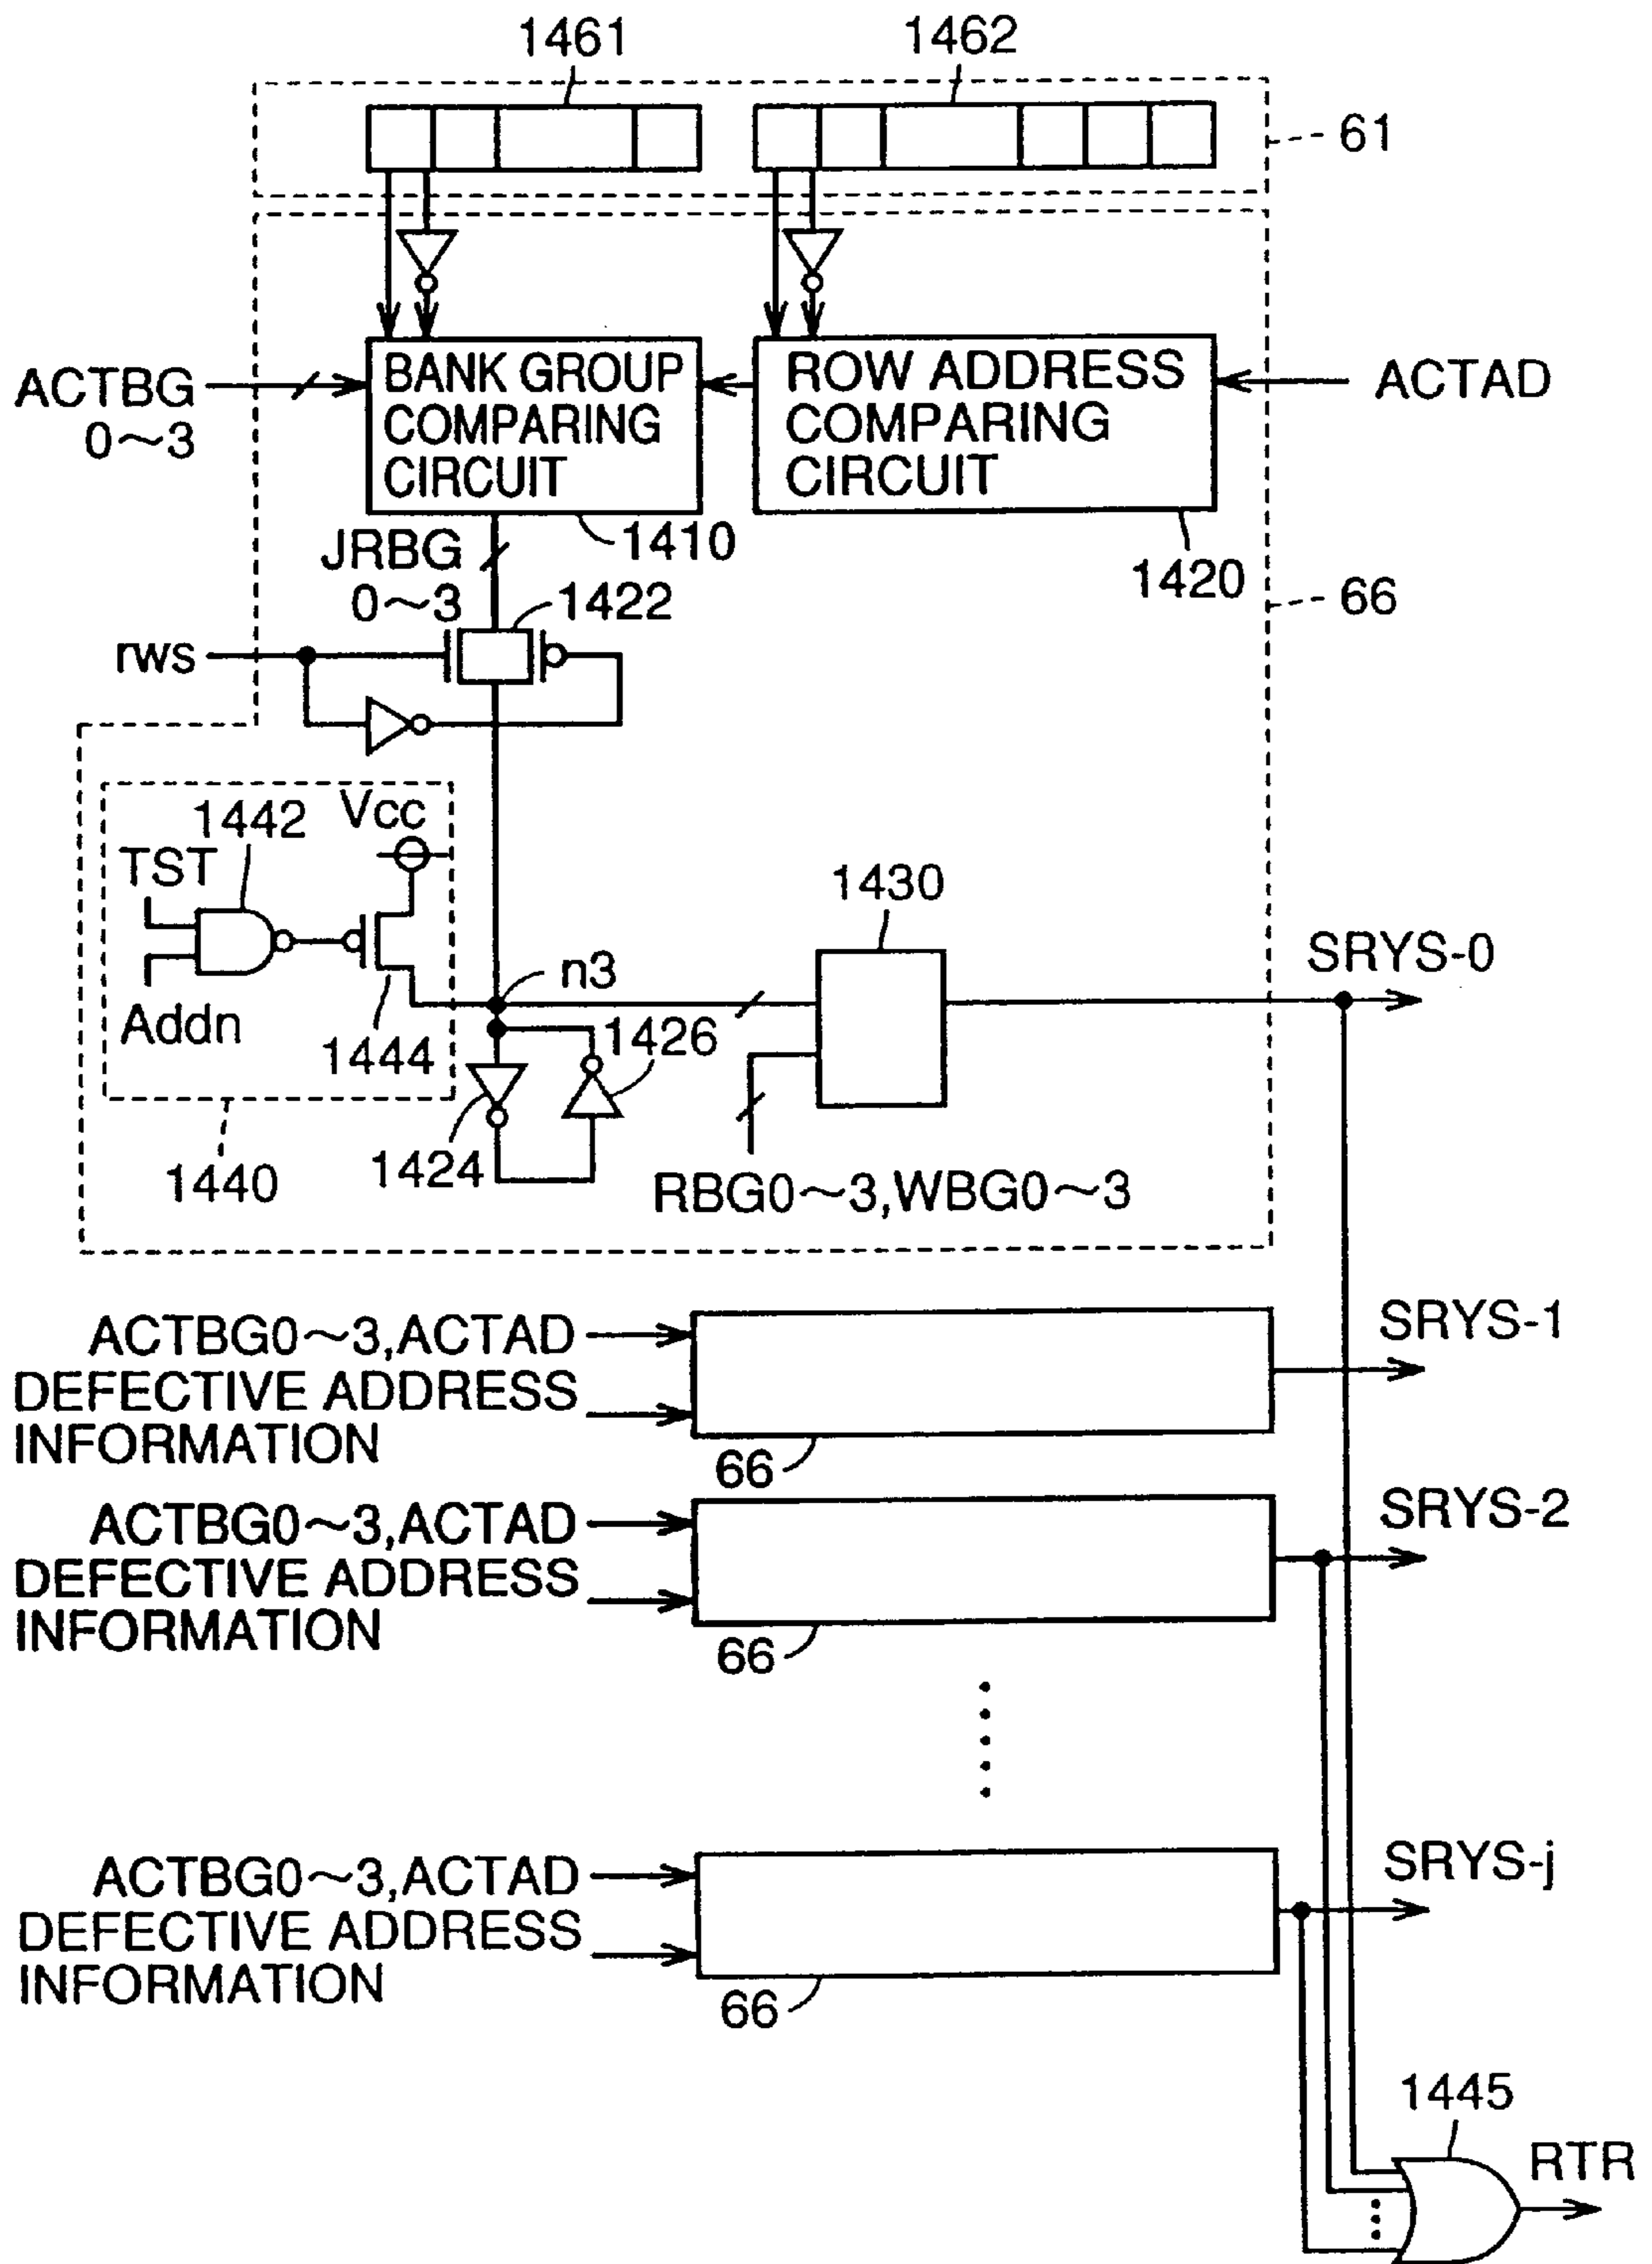 1461
1462
61
ACTBG
0~3
BANK GROUP
COMPARING
CIRCUIT
ROW ADDRESS
COMPARING
CIRCUIT
ACTAD
1410
1420
JRBG
0~3
1422
66
rws
1442
Vcc
TST
Addn
1444
1440
n3
1426
1424
1430
RBG0~3,WBG0~3
SRYS-0
ACTBG0~3,ACTAD
DEFECTIVE ADDRESS
INFORMATION
66
SRYS-1
ACTBG0~3,ACTAD
DEFECTIVE ADDRESS
INFORMATION
66
SRYS-2
ACTBG0~3,ACTAD
DEFECTIVE ADDRESS
INFORMATION
66
SRYS-j
1445
RTR